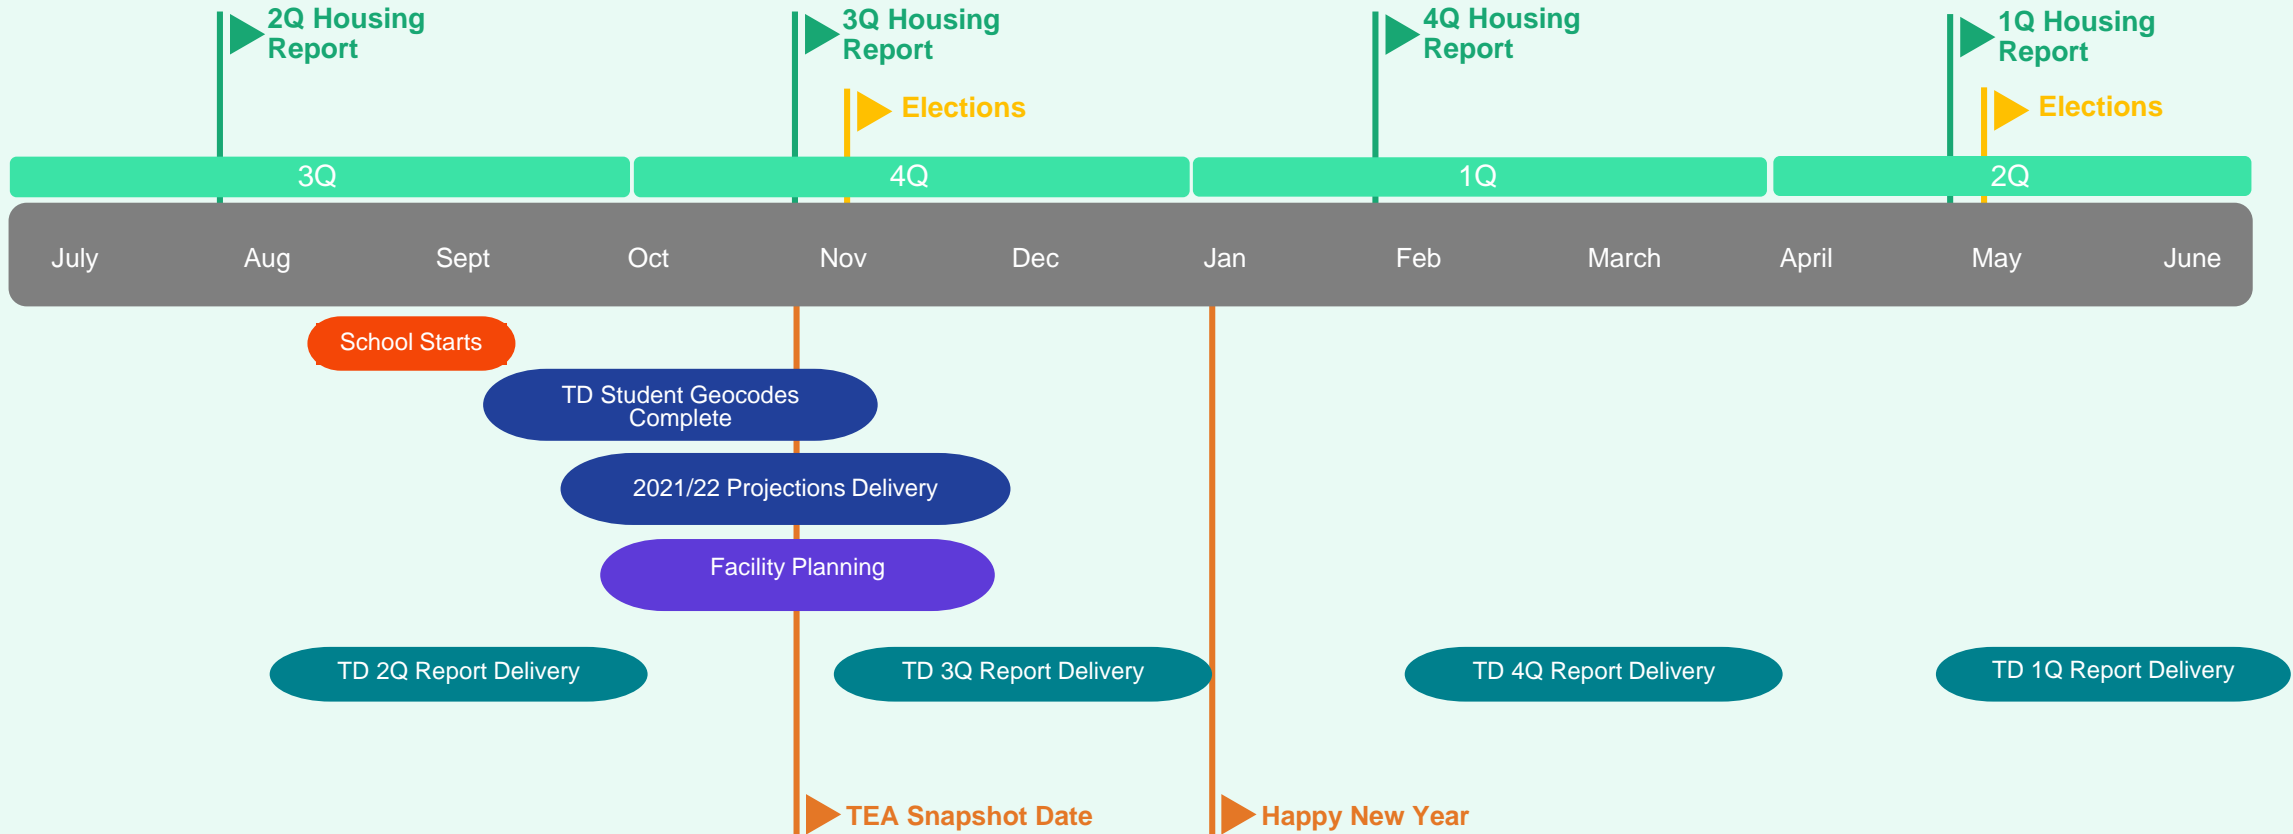 2Q Housing
Report
3Q Housing
Report
4Q Housing
Report
1Q Housing
Report
Elections
Elections
3Q
4Q
1Q
2Q
July
Aug
Sept
Oct
Nov
Dec
Jan
Feb
March
April
May
June
School Starts
TD Student Geocodes
Complete
2021/22 Projections Delivery
Facility Planning
TD 2Q Report Delivery
TD 3Q Report Delivery
TD 4Q Report Delivery
TD 1Q Report Delivery
TEA Snapshot Date
Happy New Year